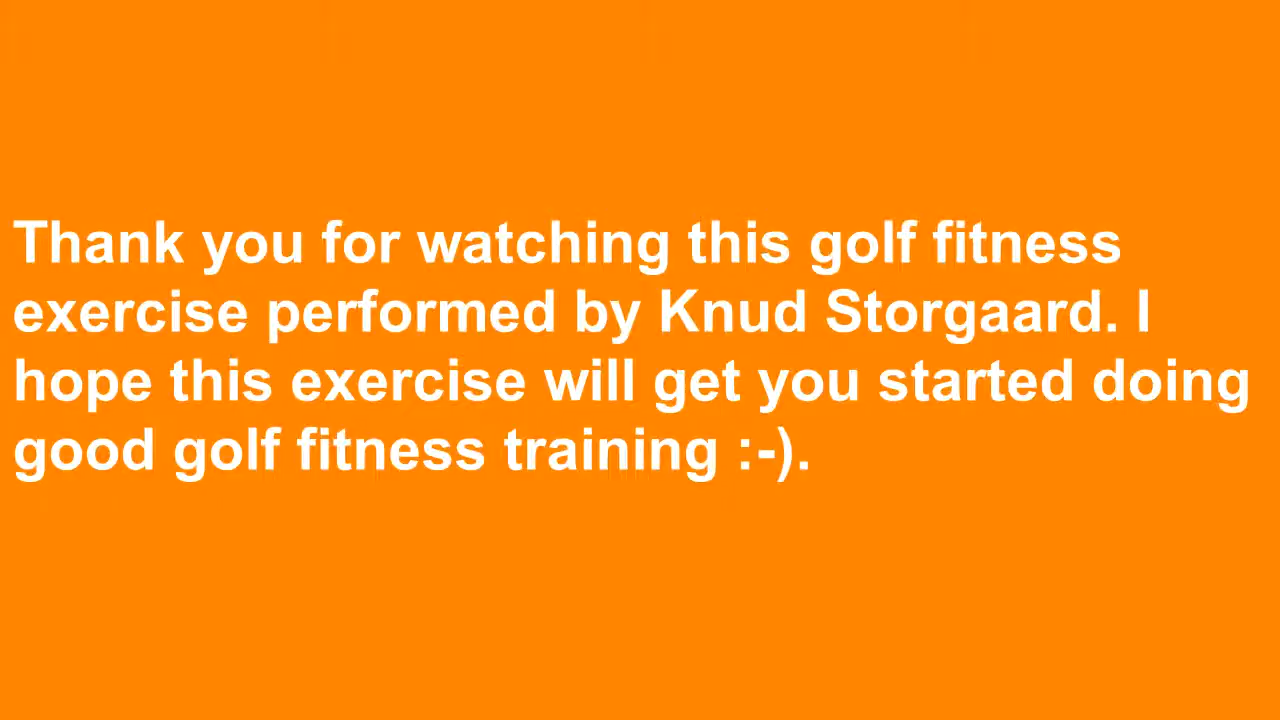 Thank you for watching this golf fitness
exercise performed by Knud Storgaard. I
hope this exercise will get you started doing
good golf fitness training :-).